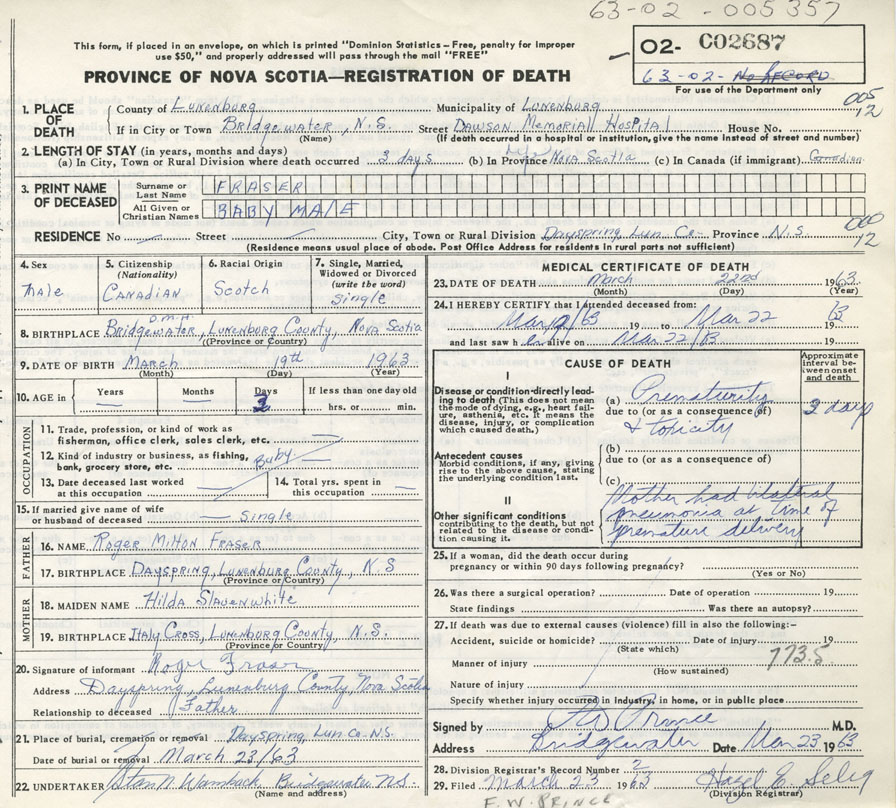 63-02-005357
This form, if placed in an envelope, on which is printed "Dominion Statistics - Free, penalty for improper
use $50," and properly addressed will pass through the mail "FREE"
02- C02687
63-02- No Record
For use of the Department only
PROVINCE OF NOVA SCOTIA—REGISTRATION OF DEATH
005
12
1. PLACE OF DEATH
County of Lunenburg Municipality of Lunenburg
If in City or Town Bridgewater, N.S. Street Dawson Memorial Hospital House No.
(Name) (If death occurred in a hospital or institution, give the name instead of street and number)
2. LENGTH OF STAY (in years, months and days)
(a) In City, Town or Rural Division where death occurred 3 days (b) In Province Life Nova Scotia (c) In Canada (if immigrant) Canadian
3. PRINT NAME OF DECEASED
Surname or Last Name FRASER
All Given or Christian Names BABY MALE
000
12
RESIDENCE No Street City, Town or Rural Division Dayspring Lun Co. Province N.S
(Residence means usual place of abode. Post Office Address for residents in rural parts not sufficient)
4. Sex
Male
5. Citizenship (Nationality)
Canadian
6. Racial Origin
Scotch
7. Single, Married, Widowed or Divorced (write the word)
Single
D.M.H.
8. BIRTHPLACE Bridgewater, Lunenburg County, Nova Scotia
(Province or Country)
9. DATE OF BIRTH March 19th 1963
(Month) (Day) (Year)
10. AGE in Years Months Days 3 If less than one day old hrs. or min.
OCCUPATION
11. Trade, profession, or kind of work as fisherman, office clerk, sales clerk, etc.
12. Kind of industry or business, as fishing, bank, grocery store, etc. Baby
13. Date deceased last worked at this occupation
14. Total yrs. spent in this occupation
15. If married give name of wife or husband of deceased Single
FATHER
16. NAME Roger Milton Fraser
17. BIRTHPLACE Dayspring, Lunenburg County, N.S
(Province or Country)
MOTHER
18. MAIDEN NAME Hilda Slauenwhite
19. BIRTHPLACE Italy Cross, Lunenburg County, N.S.
(Province or Country)
20. Signature of informant Roger Fraser
Address Dayspring, Lunenburg County Nova Scotia
Relationship to deceased Father
21. Place of burial, cremation or removal Dayspring Lun Co. N.S.
Date of burial or removal March 23/63
22. UNDERTAKER Stan N Wambach Bridgewater N.S.
(Name and address)
MEDICAL CERTIFICATE OF DEATH
23. DATE OF DEATH March 22nd 1963
(Month) (Day) (Year)
24. I HEREBY CERTIFY that I attended deceased from:
Mar 19/63 19 to Mar 22 63 19
and last saw h alive on Mar 22/63 19
CAUSE OF DEATH
Approximate interval between onset and death
I
Disease or condition directly leading to death (This does not mean the mode of dying, e.g., heart failure, asthenia, etc. It means the disease, injury, or complication which caused death.)
(a) Prematurity
due to (or as a consequence of)
& toxicity
3 days
Antecedent causes
Morbid conditions, if any, giving rise to the above cause, stating the underlying condition last.
(b)
due to (or as a consequence of)
(c)
II
Other significant conditions
contributing to the death, but not related to the disease or condition causing it.
Mother had bilateral
pneumonia at time of
premature delivery
25. If a woman, did the death occur during
pregnancy or within 90 days following pregnancy?
(Yes or No)
26. Was there a surgical operation? Date of operation 19
State findings Was there an autopsy?
27. If death was due to external causes (violence) fill in also the following:-
Accident, suicide or homicide? Date of injury 19
(State which)
773.5
Manner of injury
(How sustained)
Nature of injury
Specify whether injury occurred in industry, in home, or in public place
Signed by Prince M.D.
Address Bridgewater Date Mar 23 1963
28. Division Registrar's Record Number 2
29. Filed March 23 1963 Hazel E. Selig
(Division Registrar)
F.W. PRINCE